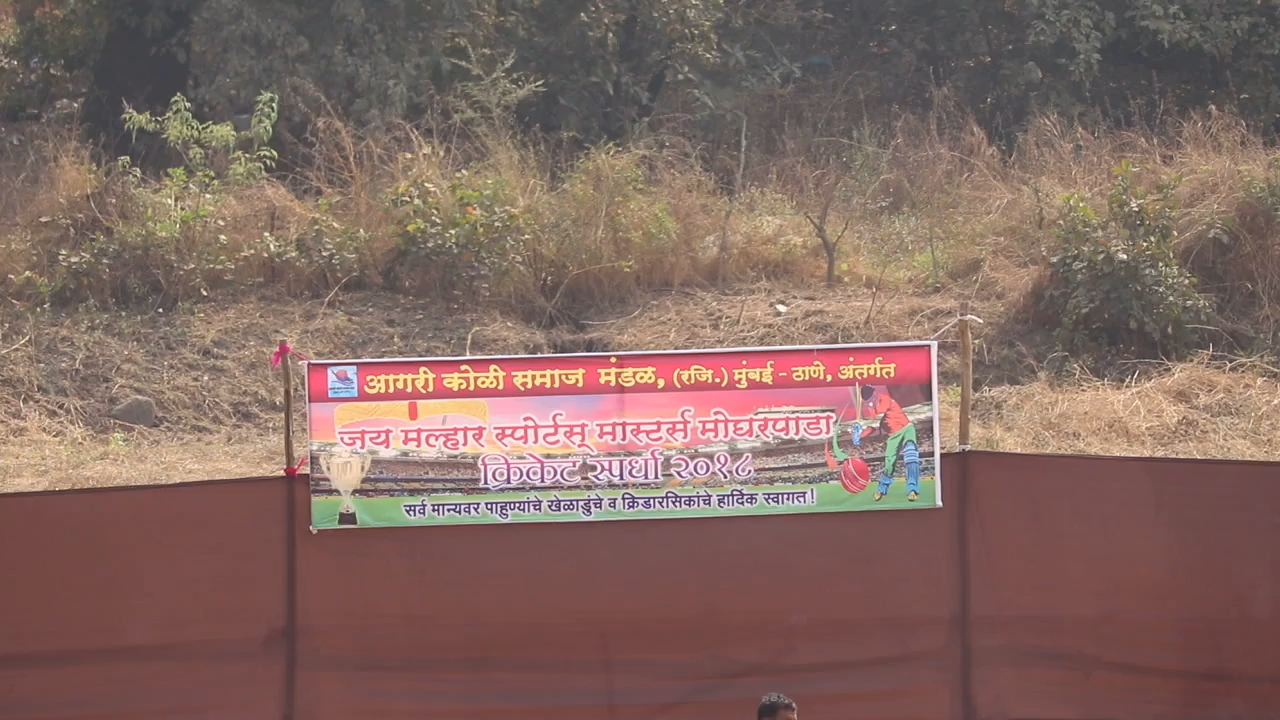 आगरी कोळी समाज मंडळ, (रजि.) मुंबई - ठाणे, अंतर्गत
जय मल्हार स्पोर्टस् मास्टर्स मोघरपाडा
क्रिकेट स्पर्धा २०१८
सर्व मान्यवर पाहुण्यांचे खेळाडुंचे व क्रिडारसिकांचे हार्दिक स्वागत!